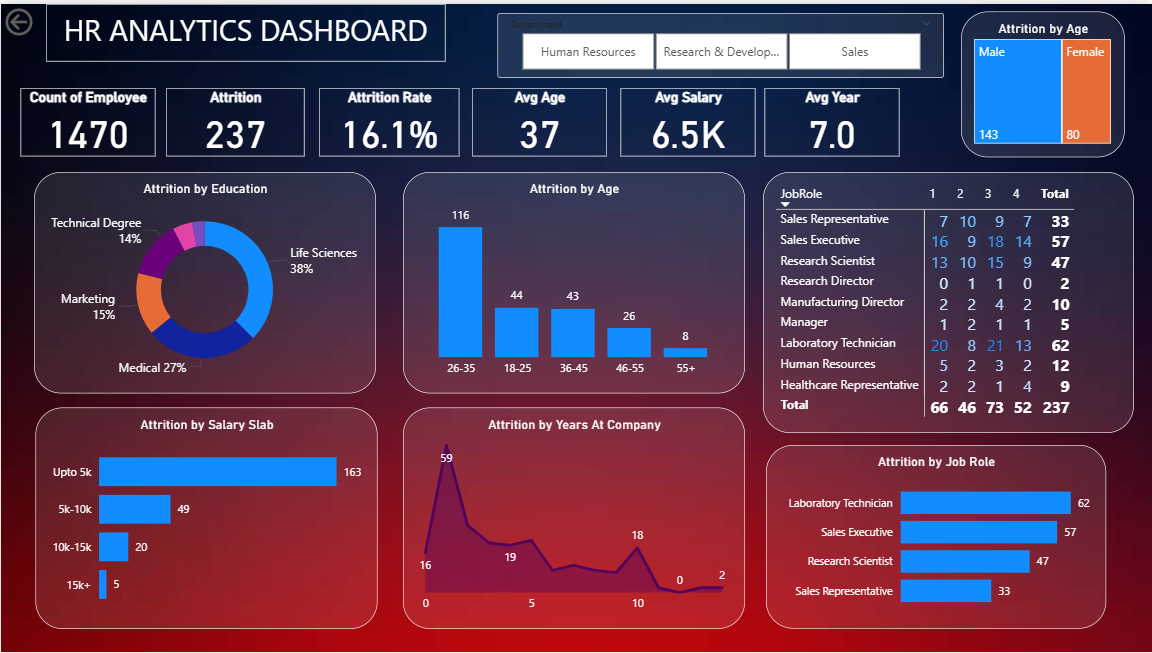 HR ANALYTICS DASHBOARD
Department
Human Resources
Research & Develop...
Sales
Attrition by Age
Male
Female
143
80
Count of Employee
1470
Attrition
237
Attrition Rate
16.1%
Avg Age
37
Avg Salary
6.5K
Avg Year
7.0
Attrition by Education
Technical Degree
14%
Life Sciences
38%
Marketing
15%
Medical 27%
Attrition by Age
116
44
43
26
8
26-35 18-25 36-45 46-55 55+
JobRole 1 2 3 4 Total
Sales Representative 7 10 9 7 33
Sales Executive 16 9 18 14 57
Research Scientist 13 10 15 9 47
Research Director 0 1 1 0 2
Manufacturing Director 2 2 4 2 10
Manager 1 2 1 1 5
Laboratory Technician 20 8 21 13 62
Human Resources 5 2 3 2 12
Healthcare Representative 2 2 1 4 9
Total 66 46 73 52 237
Attrition by Salary Slab
Upto 5k 163
5k-10k 49
10k-15k 20
15k+ 5
Attrition by Years At Company
59
16
19
18
0
2
0 5 10
Attrition by Job Role
Laboratory Technician 62
Sales Executive 57
Research Scientist 47
Sales Representative 33